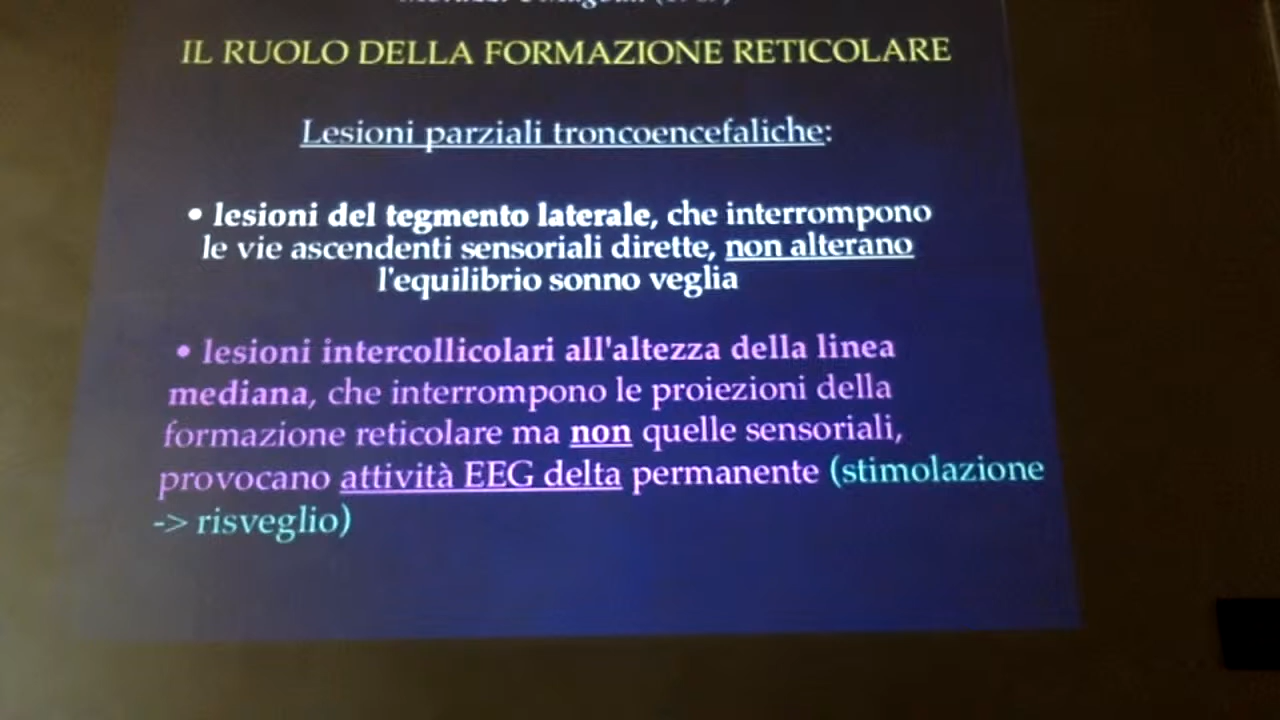 IL RUOLO DELLA FORMAZIONE RETICOLARE
Lesioni parziali troncoencefaliche:
• lesioni del tegmento laterale, che interrompono
le vie ascendenti sensoriali dirette, non alterano
l'equilibrio sonno veglia
• lesioni intercollicolari all'altezza della linea
mediana, che interrompono le proiezioni della
formazione reticolare ma non quelle sensoriali,
provocano attività EEG delta permanente (stimolazione
-> risveglio)